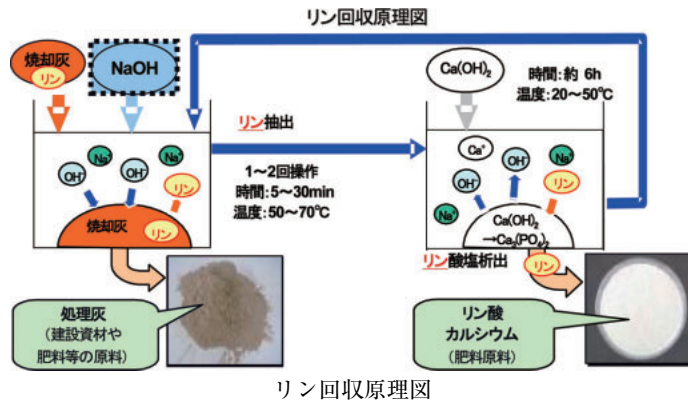 リン回収原理図
焼却灰
リン
NaOH
Ca(OH)₂
時間：約 6h
温度：20～50℃
リン抽出
1～2回操作
時間：5～30min
温度：50～70℃
Na⁺
Na⁺
OH⁻
OH⁻
リン
焼却灰
リン
Ca⁺
OH⁻
Na⁺
OH⁻
リン
Na⁺
Ca(OH)₂
→Ca₃(PO₄)₂
リン酸塩析出
リン
処理灰
（建設資材や
肥料等の原料）
リン酸
カルシウム
（肥料原料）
リン回収原理図